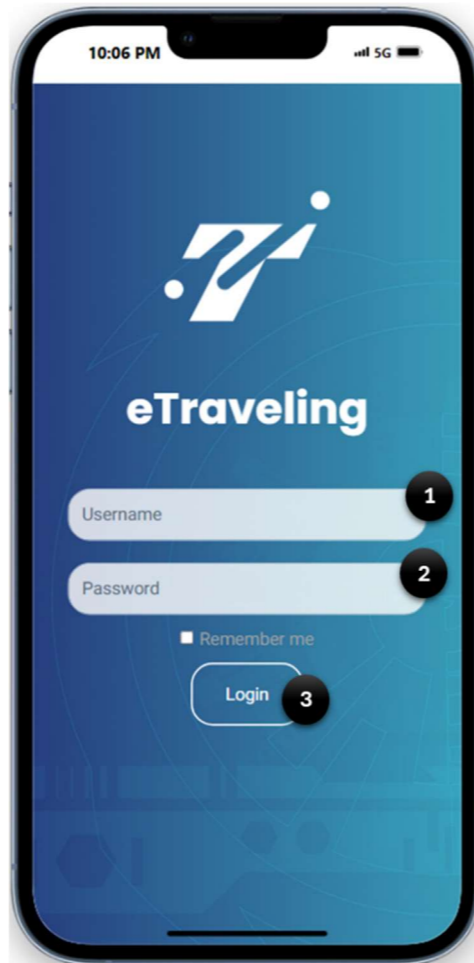 10:06 PM 5G
eTraveling
Username 1
Password 2
Remember me
Login 3